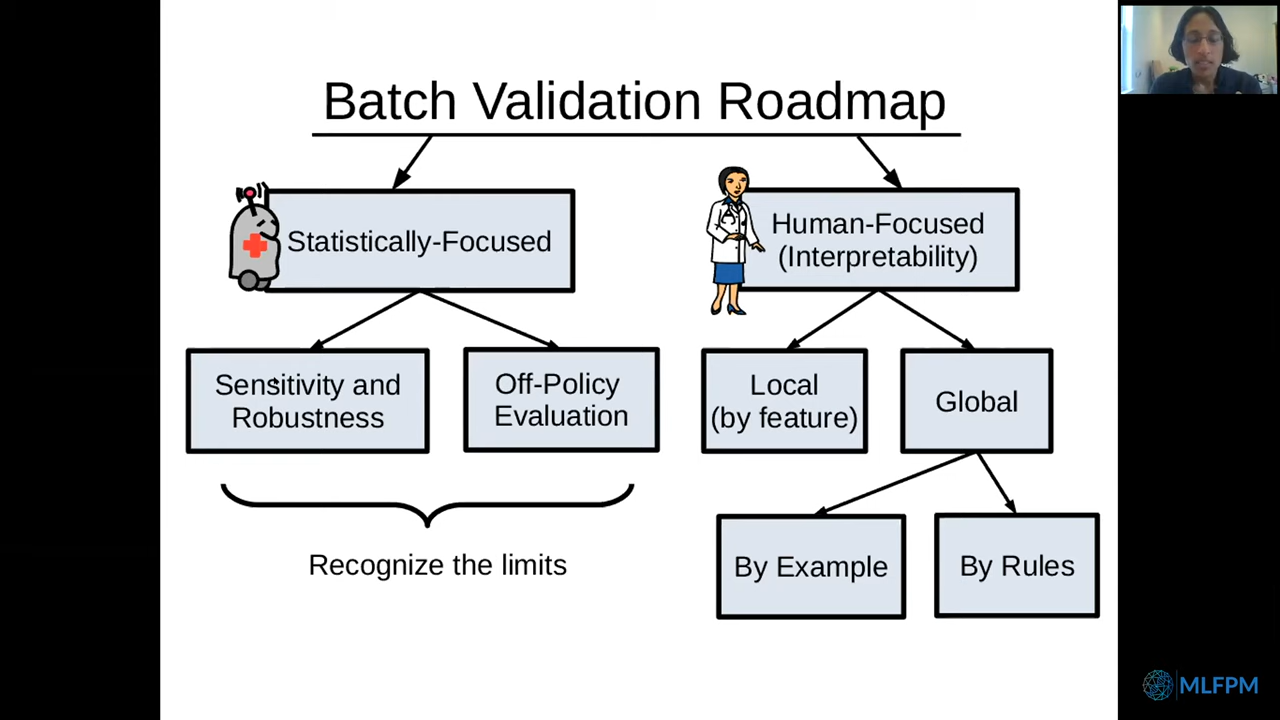 Batch Validation Roadmap
Statistically-Focused
Human-Focused
(Interpretability)
Sensitivity and
Robustness
Off-Policy
Evaluation
Local
(by feature)
Global
Recognize the limits
By Example
By Rules
MLFPM